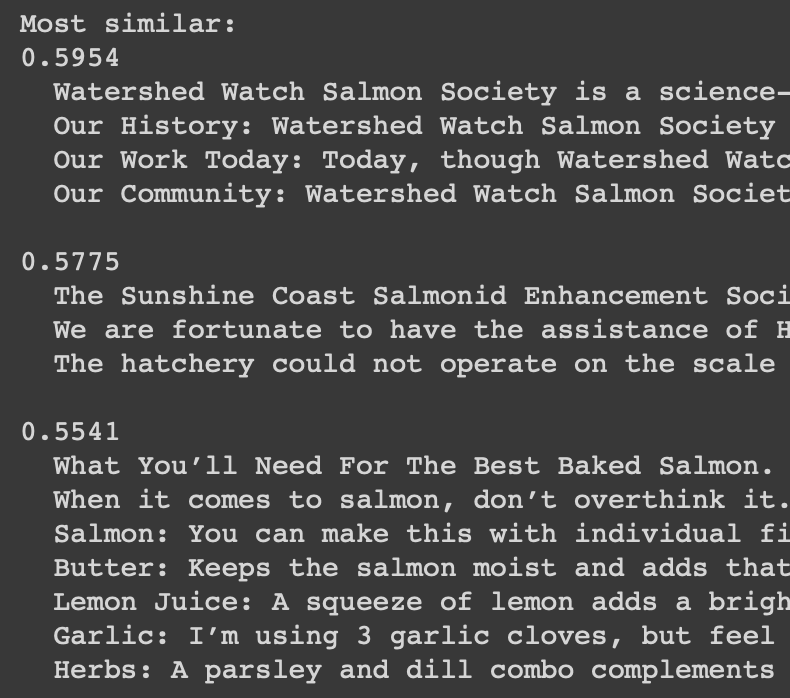 Most similar:
0.5954
Watershed Watch Salmon Society is a science-
Our History: Watershed Watch Salmon Society
Our Work Today: Today, though Watershed Watc
Our Community: Watershed Watch Salmon Societ
0.5775
The Sunshine Coast Salmonid Enhancement Soci
We are fortunate to have the assistance of H
The hatchery could not operate on the scale
0.5541
What You’ll Need For The Best Baked Salmon.
When it comes to salmon, don’t overthink it.
Salmon: You can make this with individual fi
Butter: Keeps the salmon moist and adds that
Lemon Juice: A squeeze of lemon adds a brigh
Garlic: I’m using 3 garlic cloves, but feel
Herbs: A parsley and dill combo complements